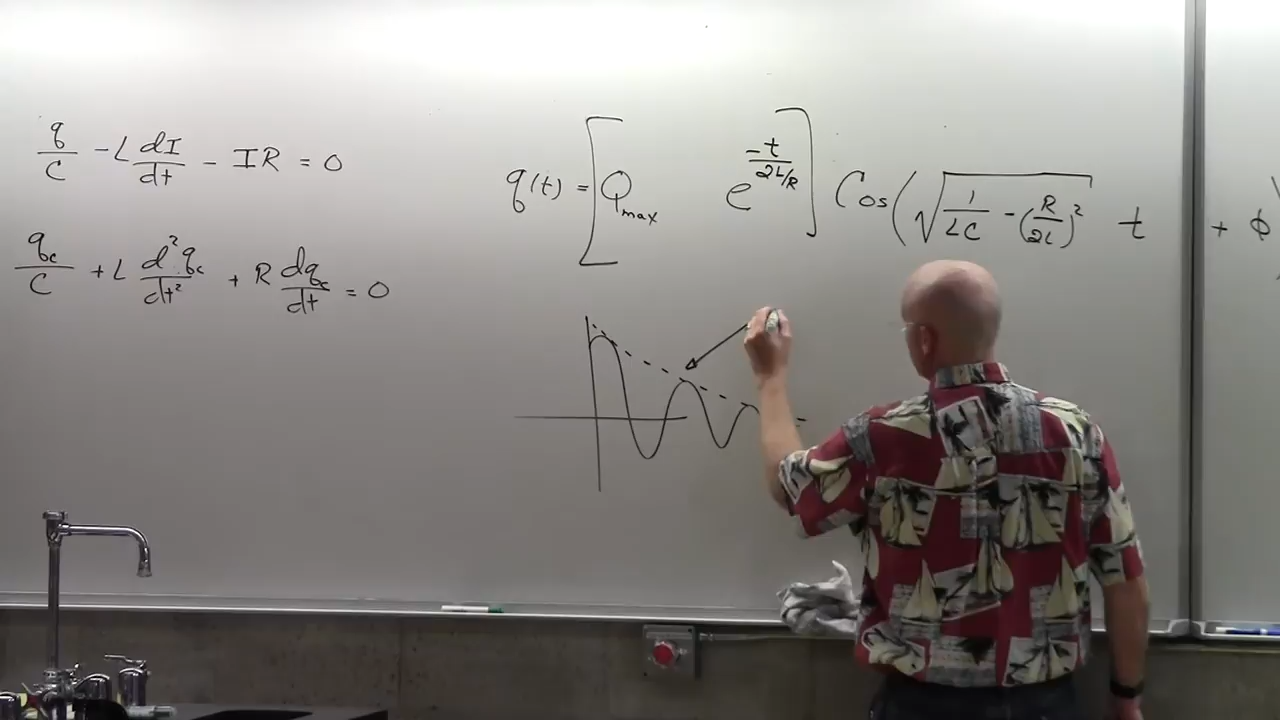 q/C - L dI/dt - IR = 0
q_c/C + L d²q_c/dt² + R dq_c/dt = 0
q(t) = [Q_max e^(-t/(2L/R))] Cos(√(1/LC - (R/2L)²) t + ϕ)